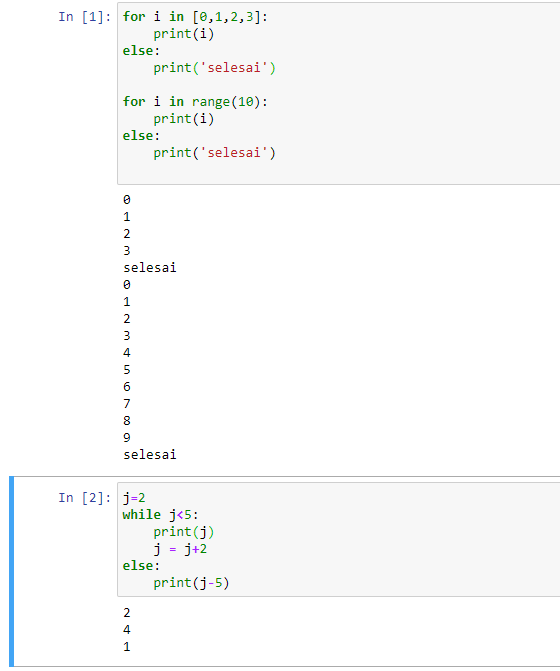 In [1]: for i in [0,1,2,3]:
    print(i)
else:
    print('selesai')

for i in range(10):
    print(i)
else:
    print('selesai')

0
1
2
3
selesai
0
1
2
3
4
5
6
7
8
9
selesai

In [2]: j=2
while j<5:
    print(j)
    j = j+2
else:
    print(j-5)

2
4
1